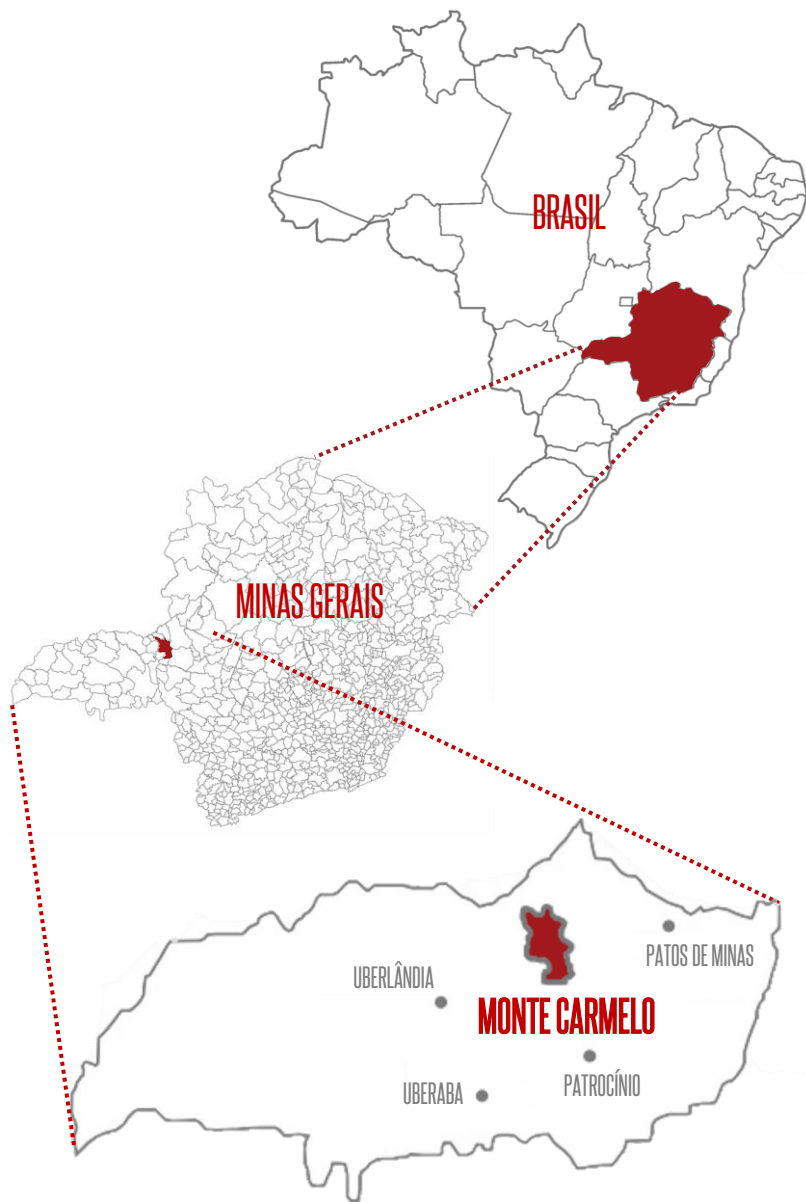 BRASIL
MINAS GERAIS
PATOS DE MINAS
UBERLÂNDIA
MONTE CARMELO
PATROCÍNIO
UBERABA